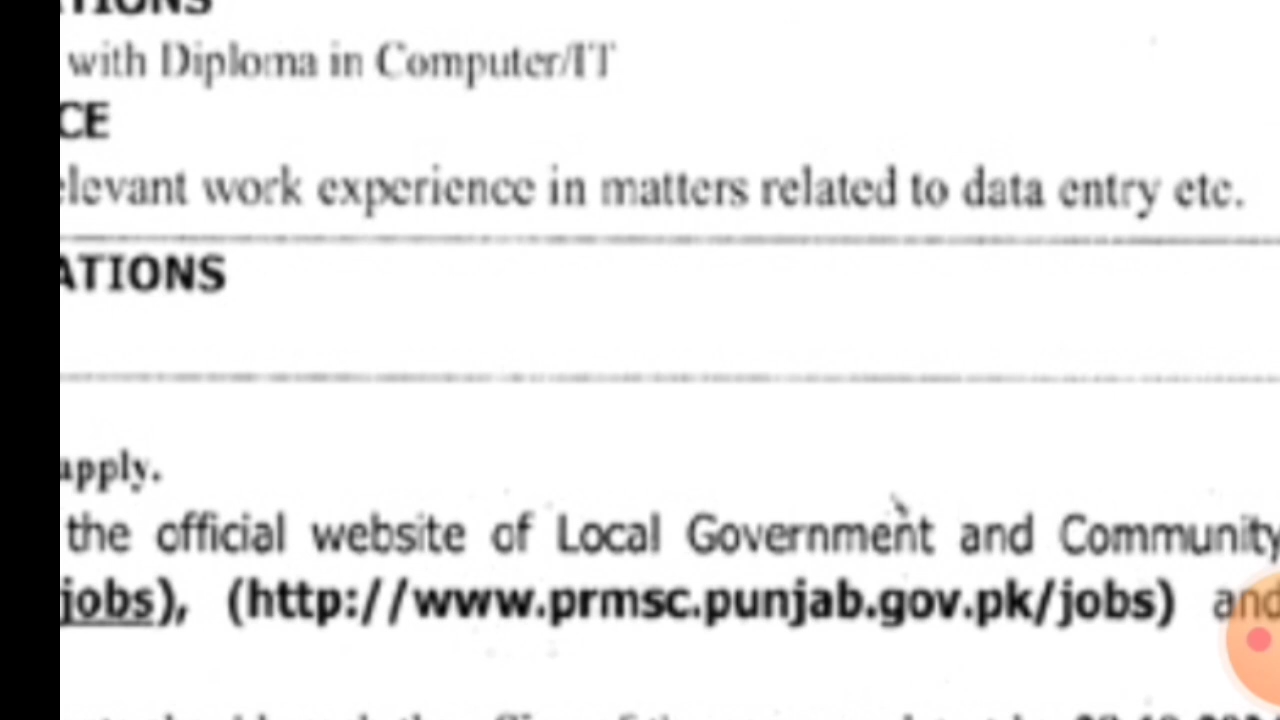 TIONS
with Diploma in Computer/IT
CE
elevant work experience in matters related to data entry etc.
ATIONS
apply.
the official website of Local Government and Community
jobs), (http://www.prmsc.punjab.gov.pk/jobs) and